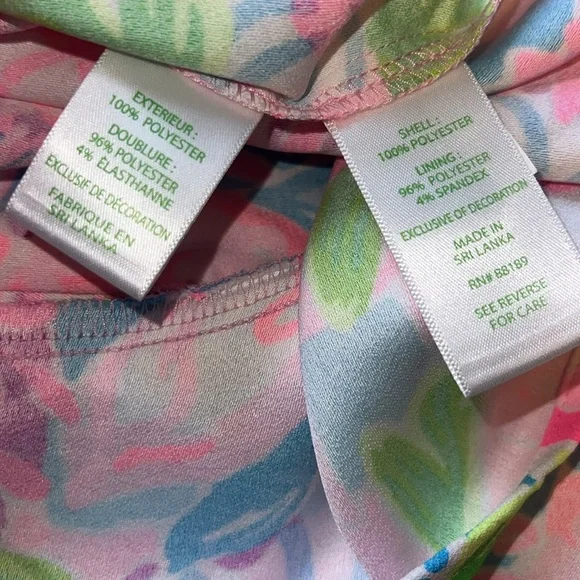 EXTERIEUR :
100% POLYESTER
DOUBLURE :
96% POLYESTER
4% ÉLASTHANNE
EXCLUSIF DE DÉCORATION
FABRIQUE EN
SRI LANKA
SHELL :
100% POLYESTER
LINING :
96% POLYESTER
4% SPANDEX
EXCLUSIVE OF DECORATION
MADE IN
SRI LANKA
RN# 88189
SEE REVERSE
FOR CARE